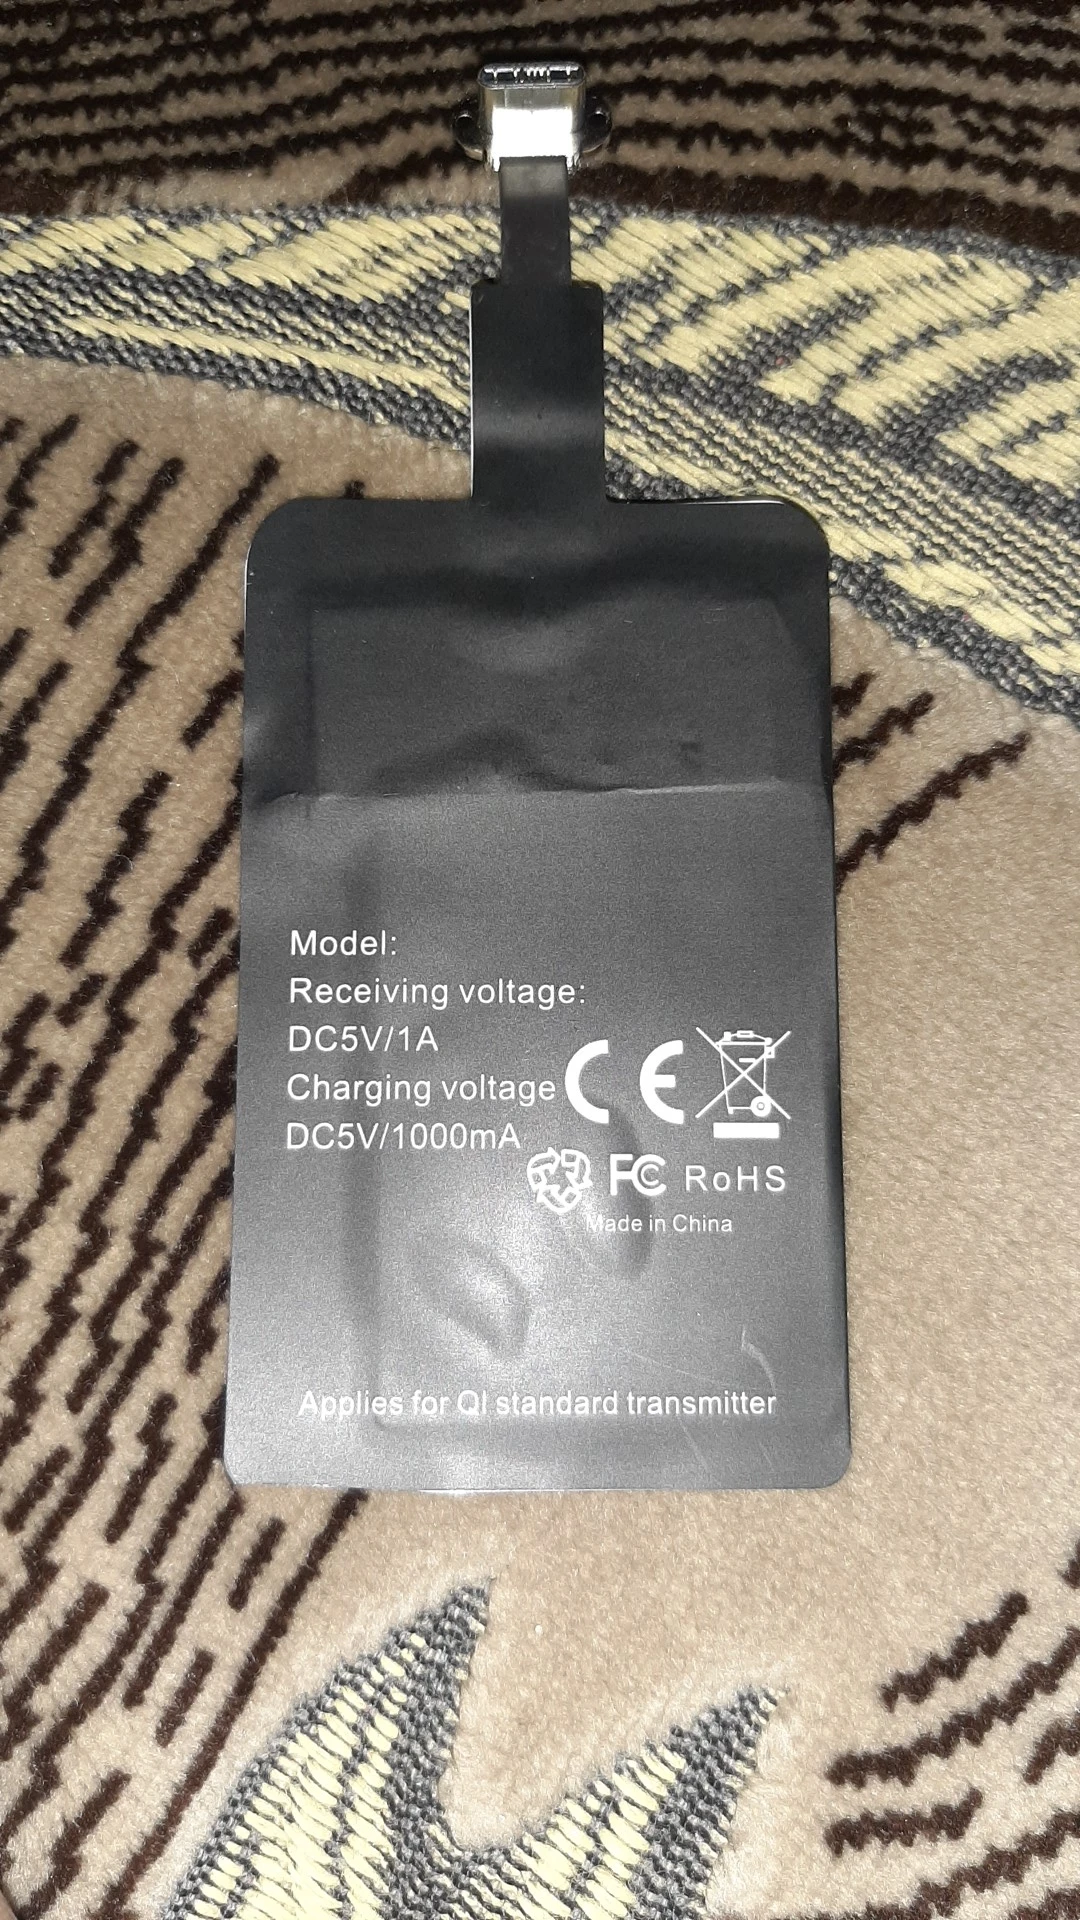 Model:
Receiving voltage:
DC5V/1A
Charging voltage
DC5V/1000mA
CE
FC RoHS
Made in China
Applies for QI standard transmitter